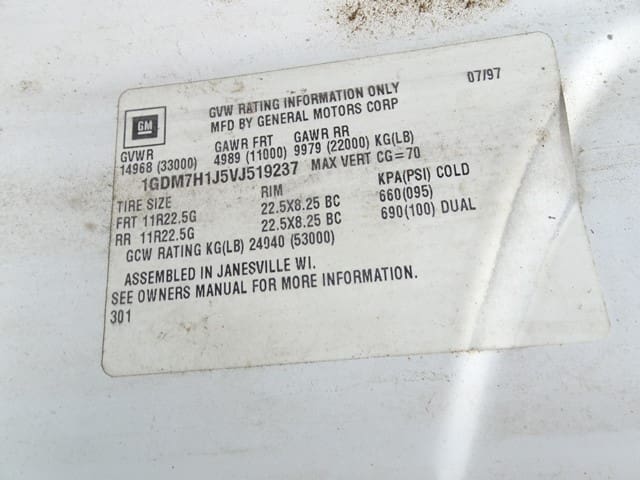 GVW RATING INFORMATION ONLY 07/97
MFD BY GENERAL MOTORS CORP
GM
GVWR GAWR FRT GAWR RR
14968 (33000) 4989 (11000) 9979 (22000) KG(LB)
1GDM7H1J5VJ519237 MAX VERT CG=70
TIRE SIZE RIM KPA(PSI) COLD
FRT 11R22.5G 22.5X8.25 BC 660(095)
RR 11R22.5G 22.5X8.25 BC 690(100) DUAL
GCW RATING KG(LB) 24040 (53000)
ASSEMBLED IN JANESVILLE WI.
SEE OWNERS MANUAL FOR MORE INFORMATION.
301